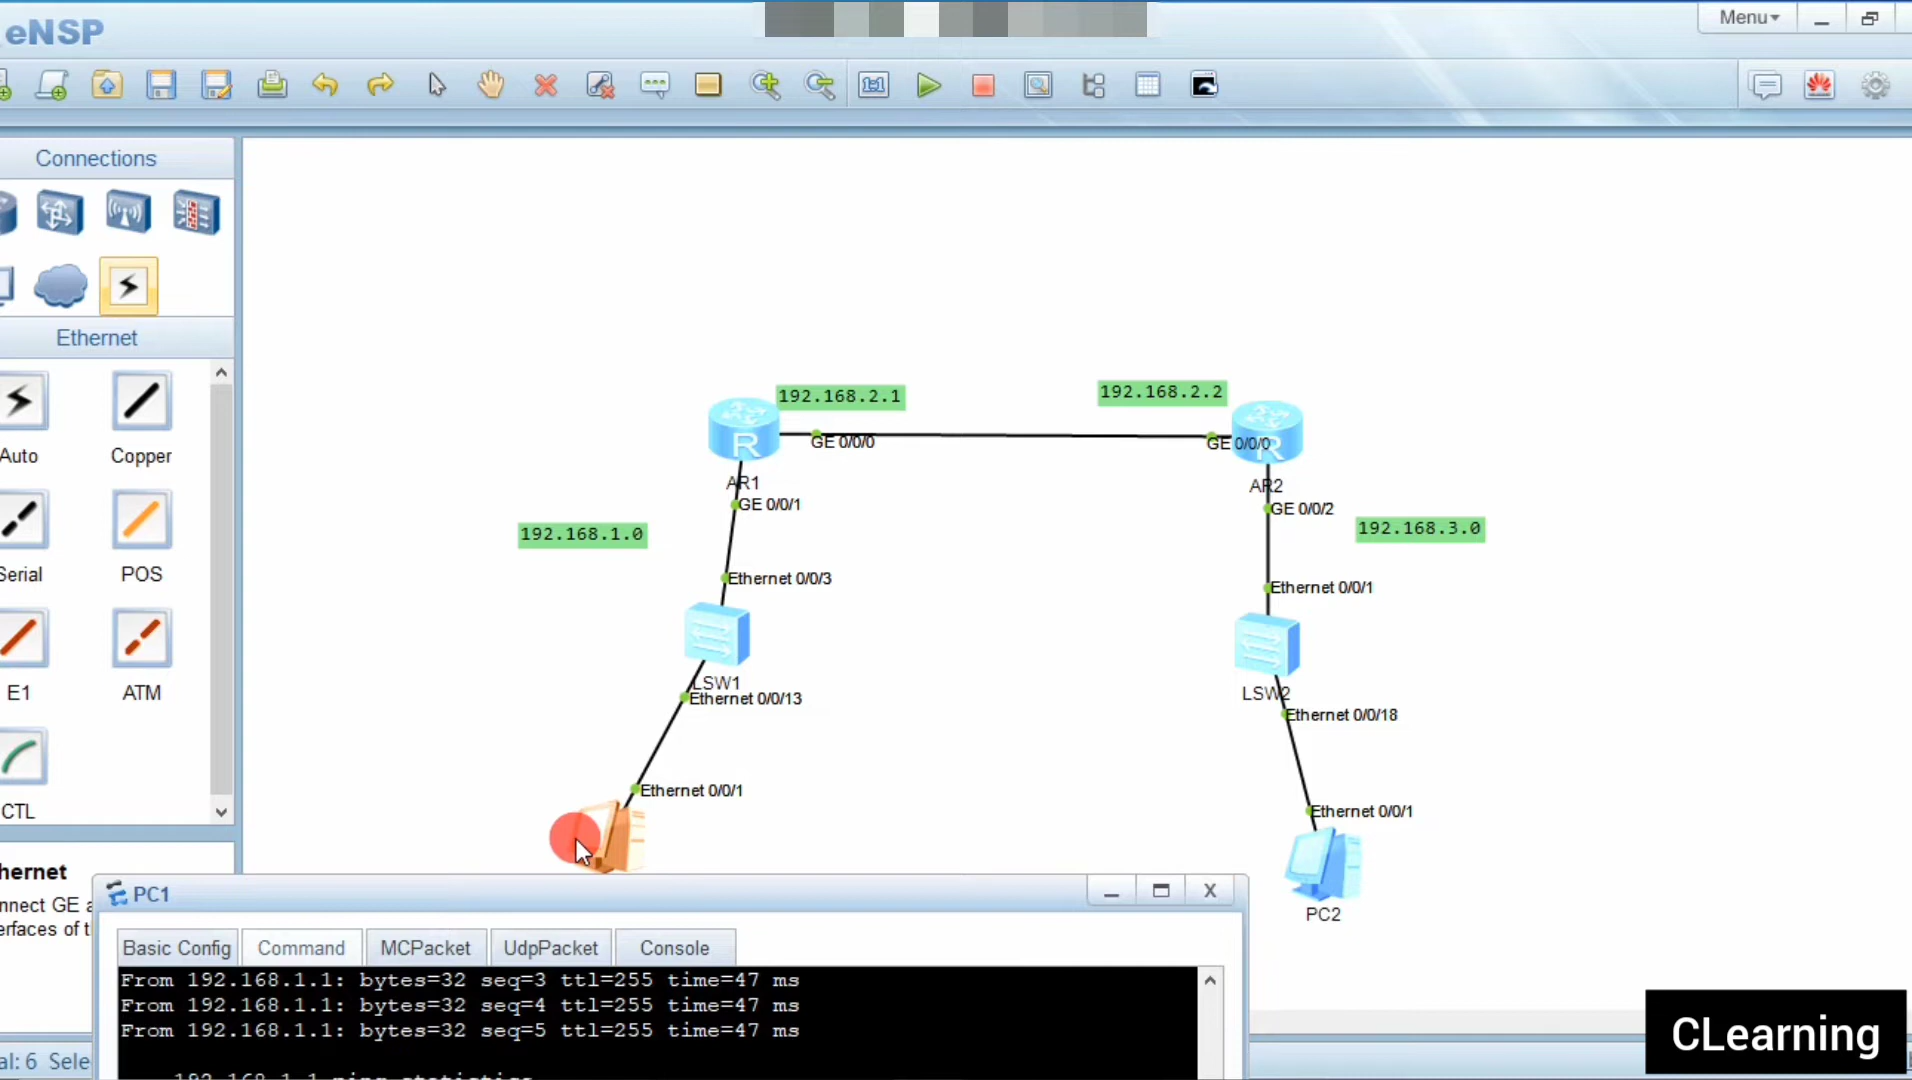 eNSP
Menu
Connections
Ethernet
Auto
Copper
Serial
POS
E1
ATM
CTL
hernet
nnect GE a
erfaces of t
al: 6 Sele
192.168.2.1
192.168.2.2
GE 0/0/0
GE 0/0/0
R
R
AR1
AR2
GE 0/0/1
GE 0/0/2
192.168.1.0
192.168.3.0
Ethernet 0/0/3
Ethernet 0/0/1
LSW1
LSW2
Ethernet 0/0/13
Ethernet 0/0/18
Ethernet 0/0/1
Ethernet 0/0/1
PC2
PC1
Basic Config
Command
MCPacket
UdpPacket
Console
From 192.168.1.1: bytes=32 seq=3 ttl=255 time=47 ms
From 192.168.1.1: bytes=32 seq=4 ttl=255 time=47 ms
From 192.168.1.1: bytes=32 seq=5 ttl=255 time=47 ms
192.168.1.1 ping statistics
CLearning